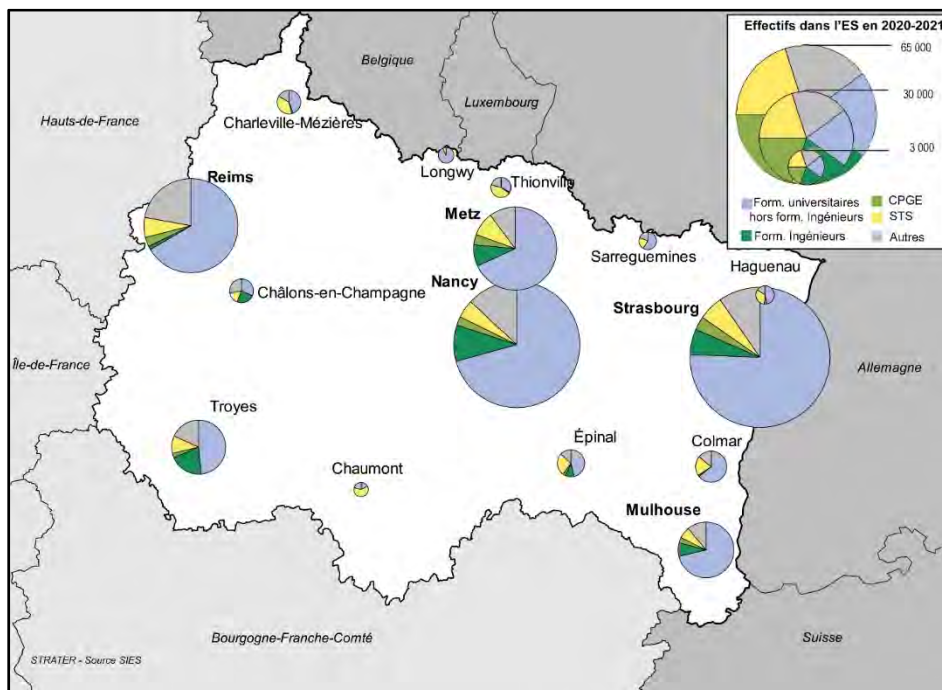 Effectifs dans l'ES en 2020-2021
65 000
30 000
3 000
Form. universitaires
hors form. Ingénieurs
Form. Ingénieurs
CPGE
STS
Autres
Belgique
Luxembourg
Hauts-de-France
Charleville-Mézières
Longwy
Thionville
Reims
Metz
Sarreguemines
Haguenau
Châlons-en-Champagne
Nancy
Strasbourg
Île-de-France
Allemagne
Troyes
Épinal
Colmar
Chaumont
Mulhouse
Bourgogne-Franche-Comté
Suisse
STRATER - Source SIES